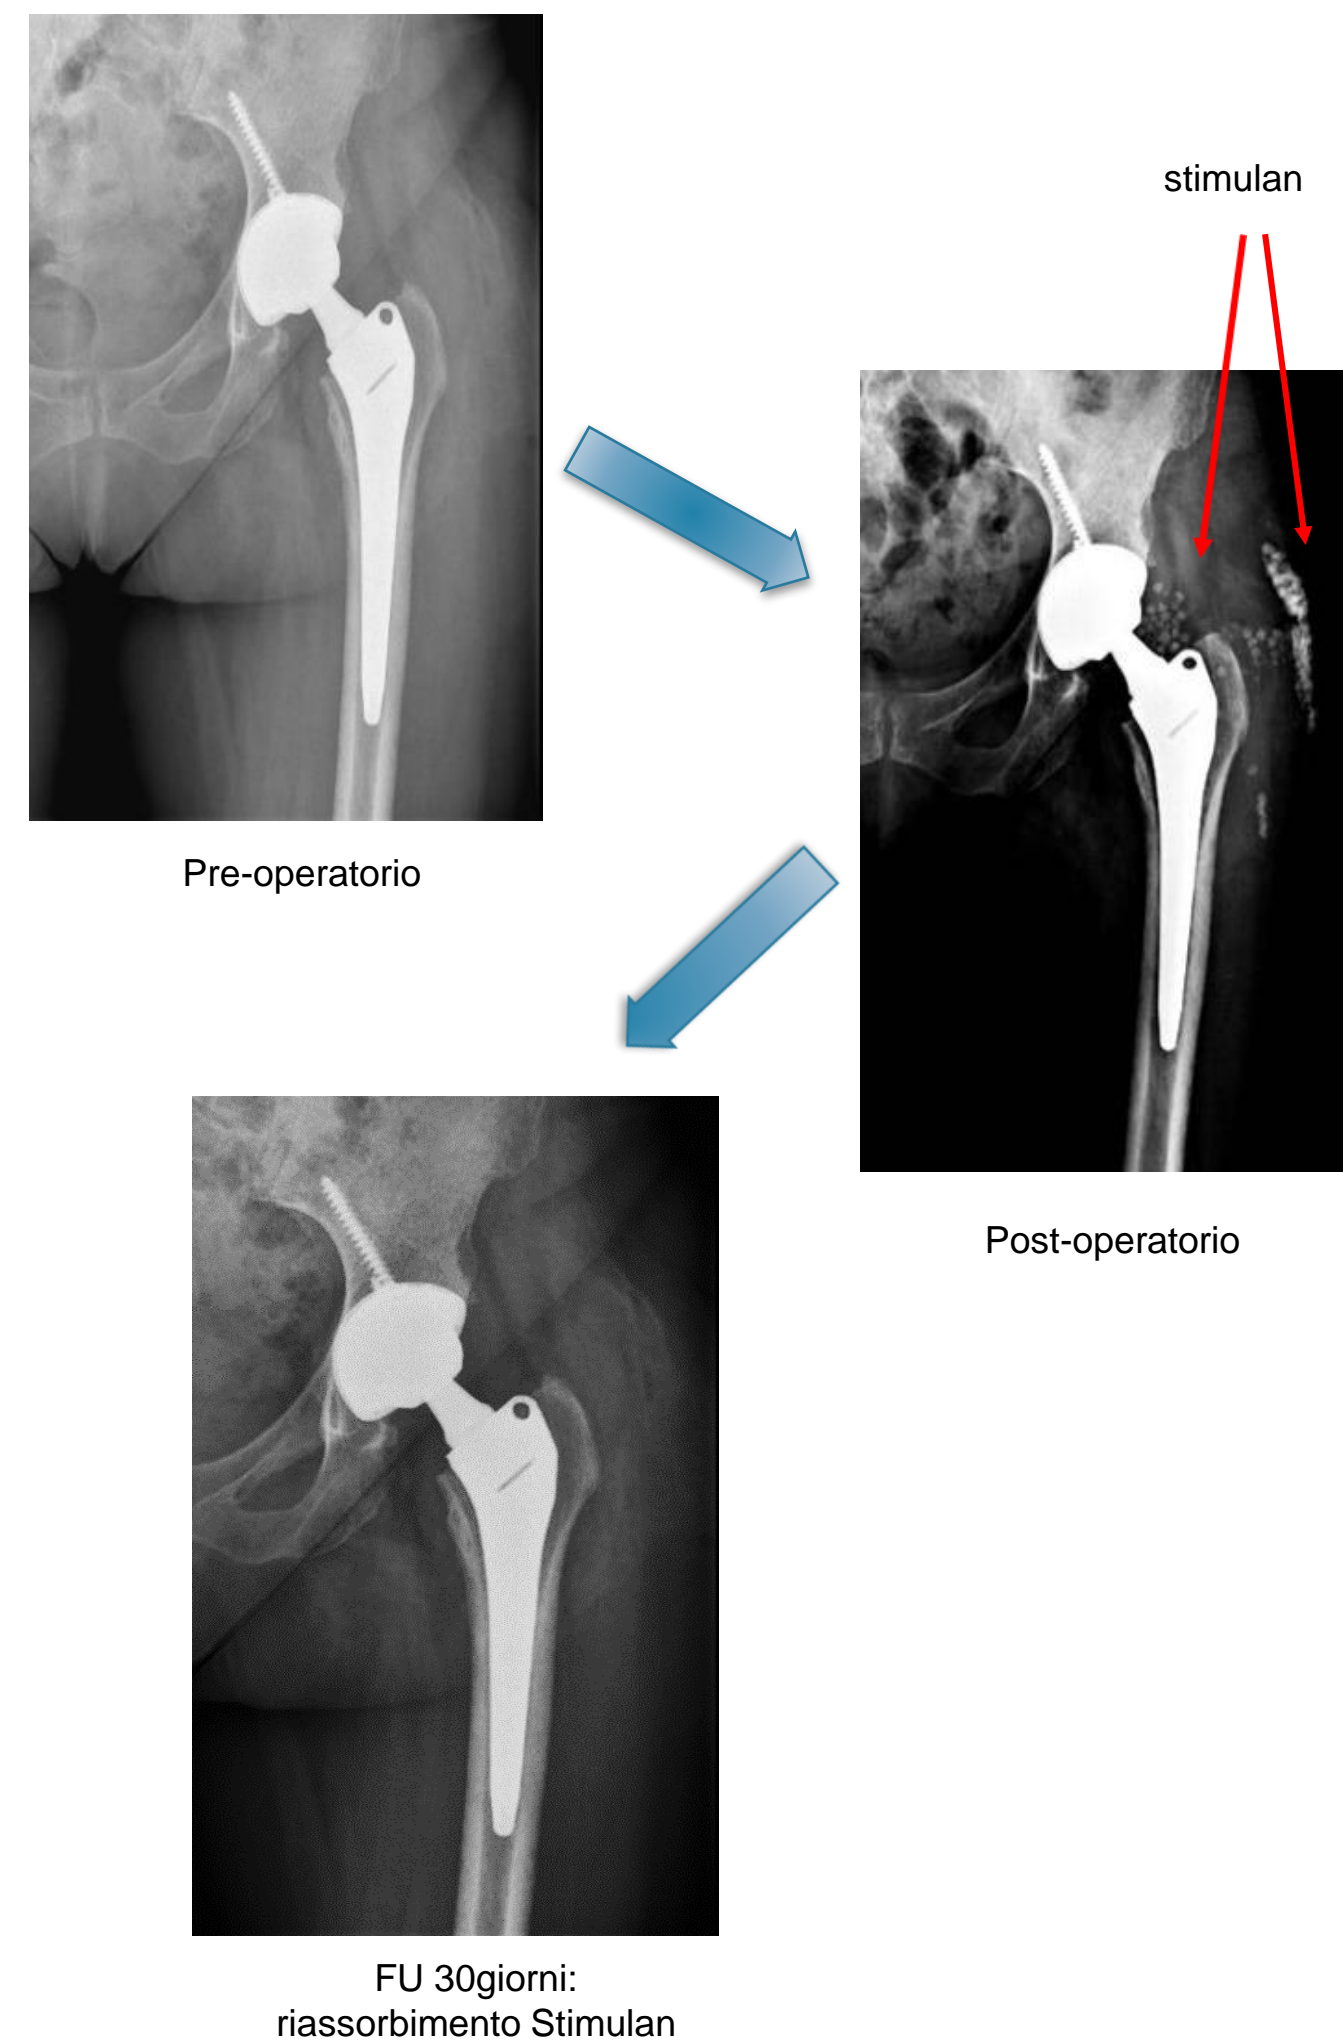 stimulan
Pre-operatorio
Post-operatorio
FU 30giorni:
riassorbimento Stimulan